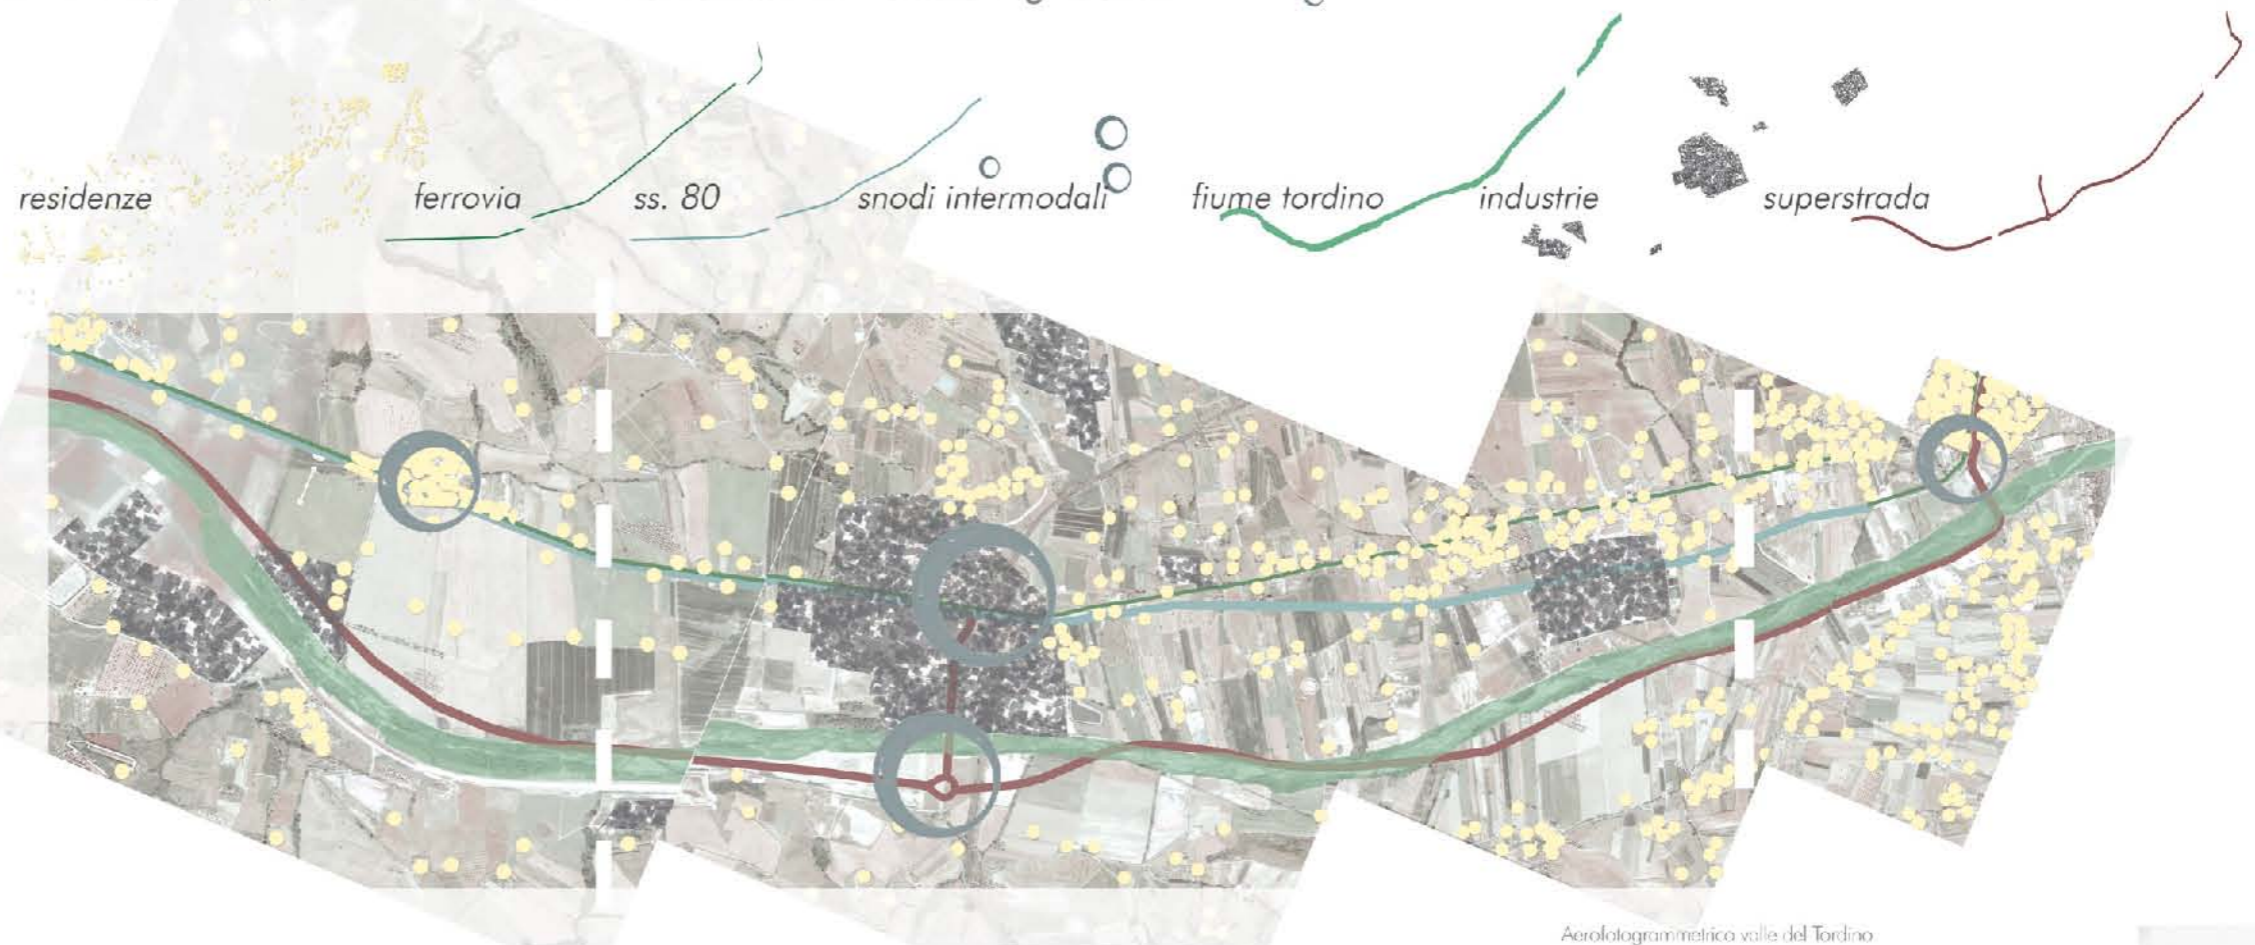 residenze
ferrovia
ss. 80
snodi intermodali
fiume tordino
industrie
superstrada
Aerofotogrammetrica valle del Tordino